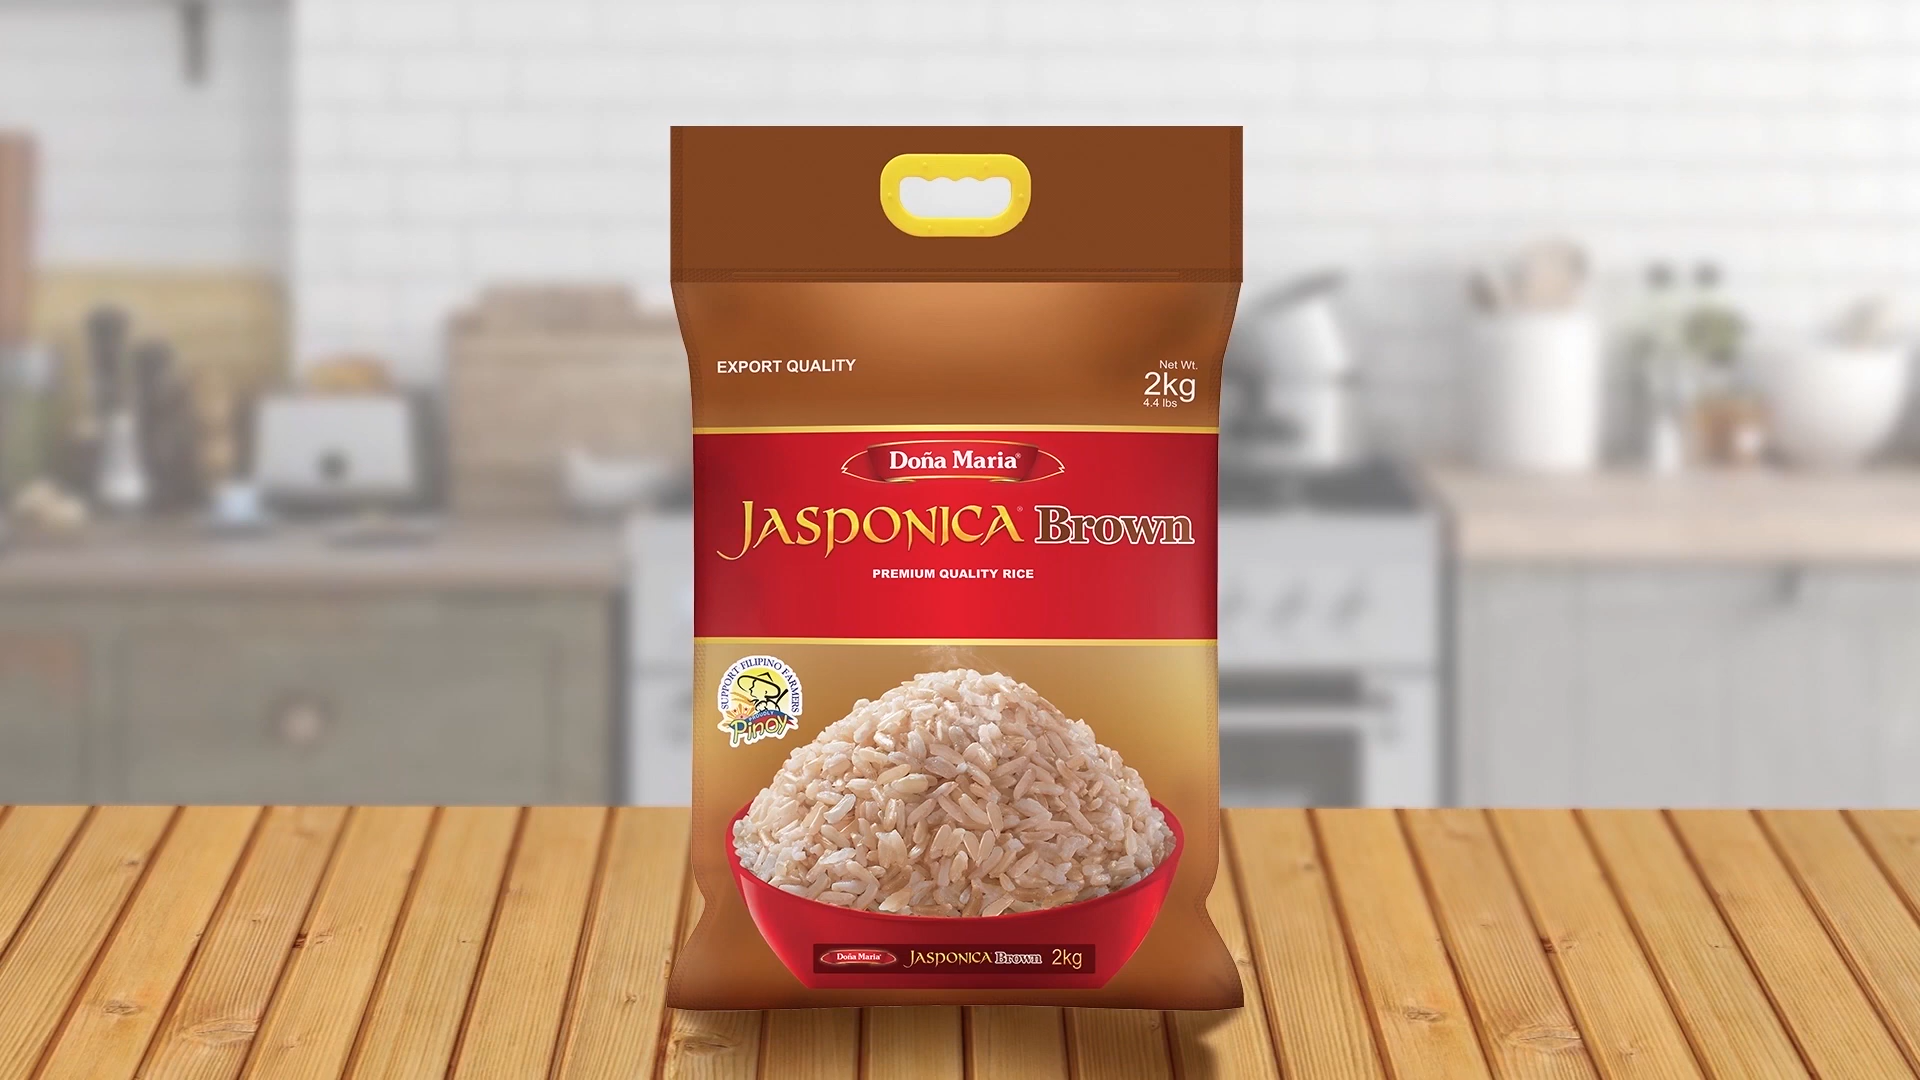 EXPORT QUALITY
Net Wt.
2kg
4.4 lbs
Doña Maria®
JASPONICA® Brown
PREMIUM QUALITY RICE
SUPPORT FILIPINO FARMERS
PROUDLY
Pinoy
Doña Maria® JASPONICA® Brown 2kg